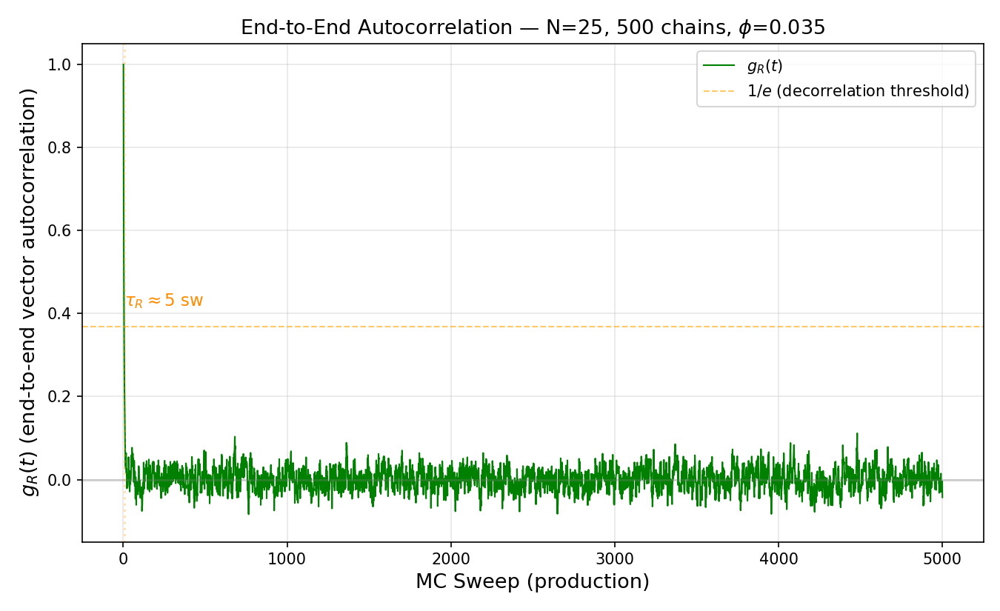 End-to-End Autocorrelation — N=25, 500 chains, ϕ=0.035
g_R(t)
1/e (decorrelation threshold)
g_R(t) (end-to-end vector autocorrelation)
1.0
0.8
0.6
0.4
0.2
0.0
τ_R ≈ 5 sw
0
1000
2000
3000
4000
5000
MC Sweep (production)